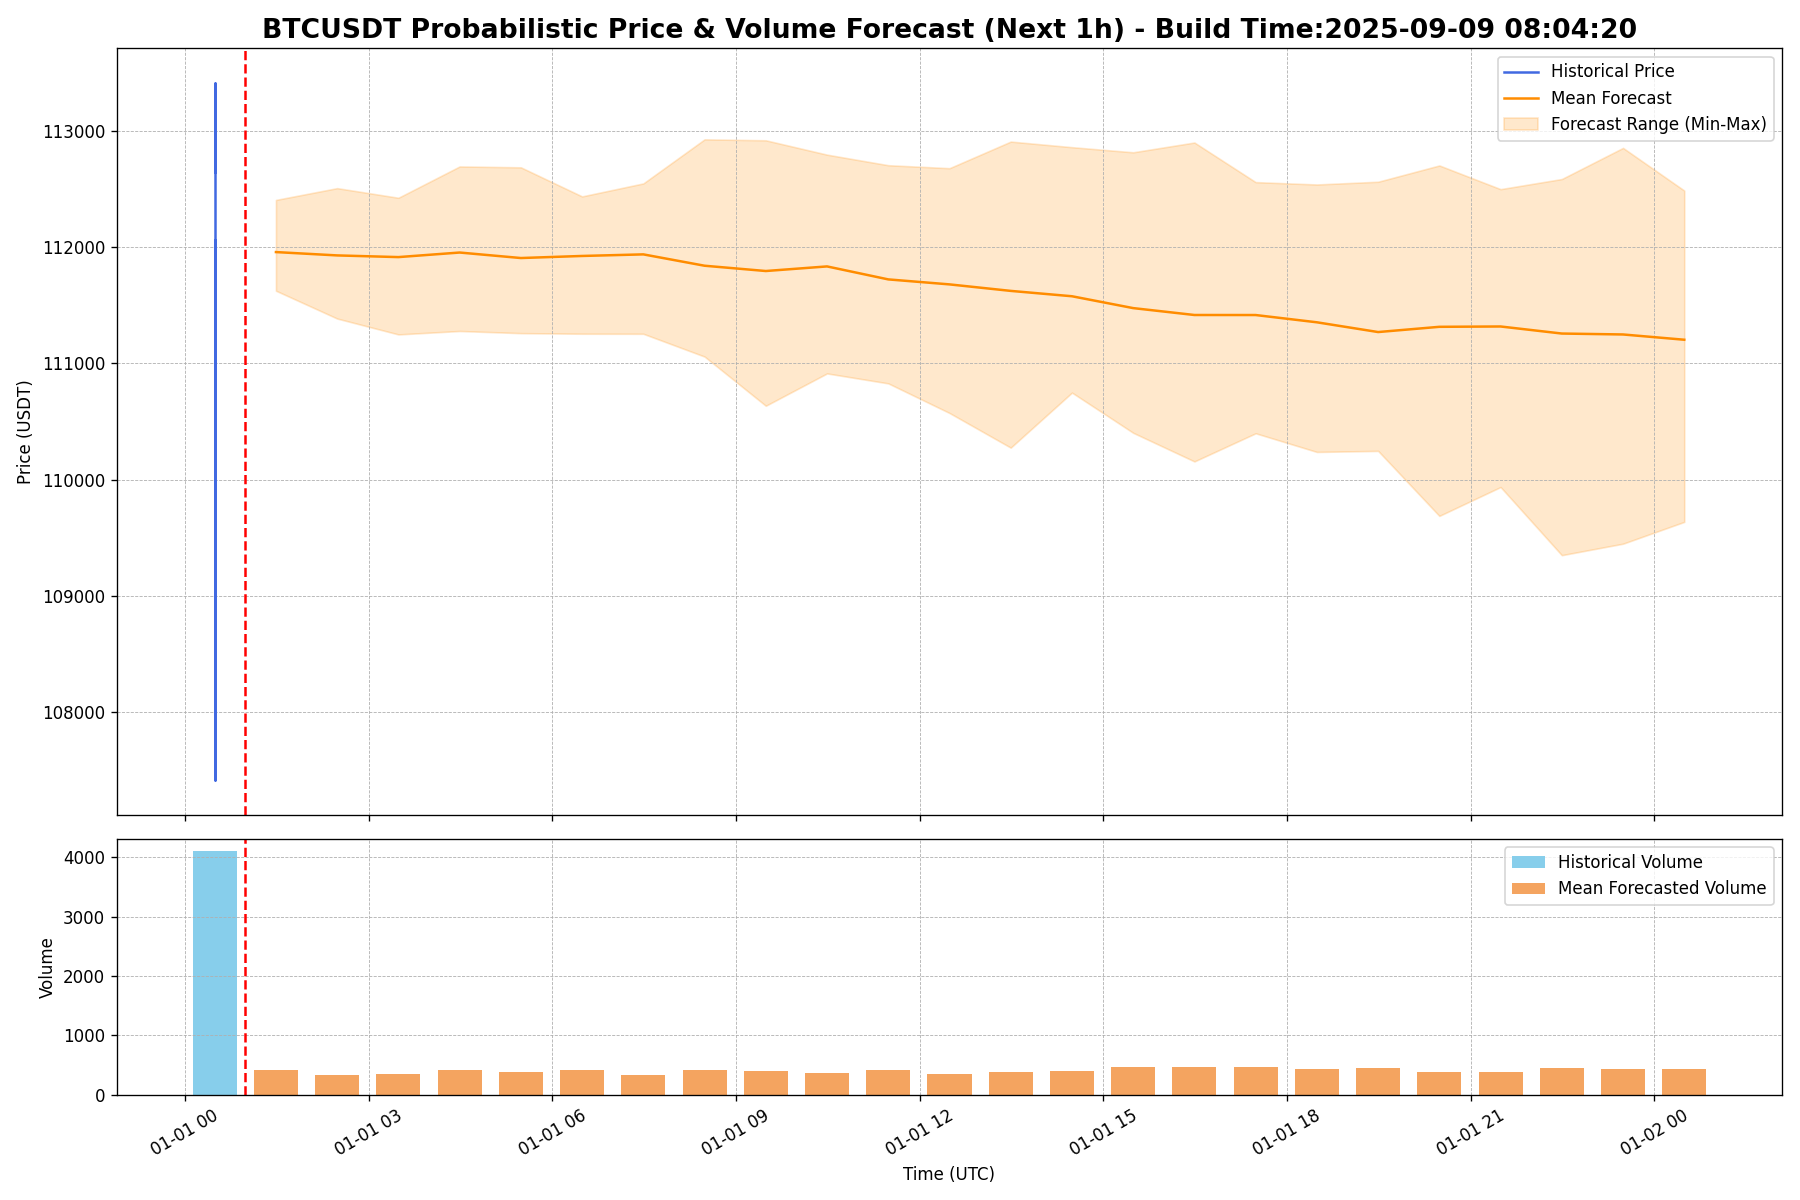 BTCUSDT Probabilistic Price & Volume Forecast (Next 1h) - Build Time:2025-09-09 08:04:20
Historical Price
Mean Forecast
Forecast Range (Min-Max)
113000
112000
111000
110000
109000
108000
Price (USDT)
Historical Volume
Mean Forecasted Volume
4000
3000
2000
1000
0
Volume
01-01 00
01-01 03
01-01 06
01-01 09
01-01 12
01-01 15
01-01 18
01-01 21
01-02 00
Time (UTC)